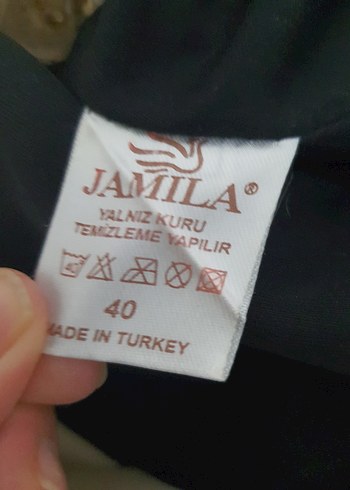 JAMILA®
YALNIZ KURU
TEMİZLEME YAPILIR
40
MADE IN TURKEY